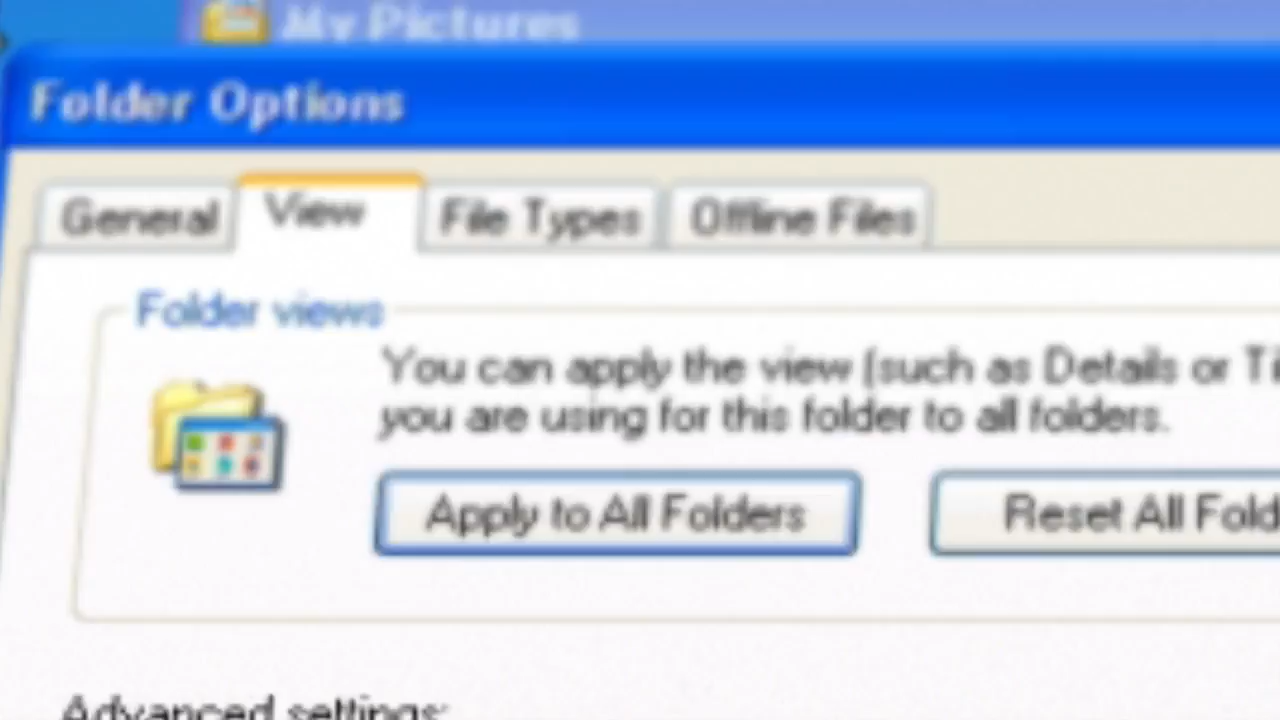 My Pictures
Folder Options
General View File Types Offline Files
Folder views
You can apply the view (such as Details or
you are using for this folder to all folders.
Apply to All Folders Reset All
Advanced settings: